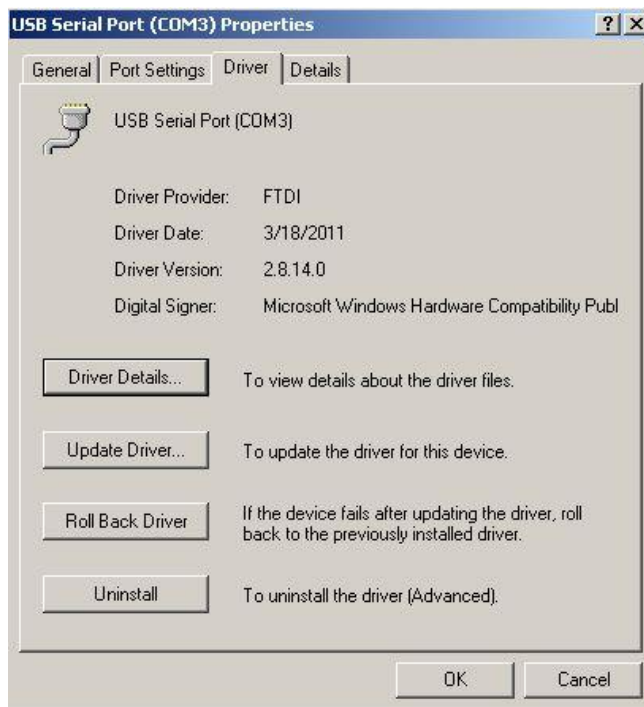 USB Serial Port (COM3) Properties
? X
General Port Settings Driver Details
USB Serial Port (COM3)
Driver Provider: FTDI
Driver Date: 3/18/2011
Driver Version: 2.8.14.0
Digital Signer: Microsoft Windows Hardware Compatibility Publ
Driver Details... To view details about the driver files.
Update Driver... To update the driver for this device.
Roll Back Driver If the device fails after updating the driver, roll
back to the previously installed driver.
Uninstall To uninstall the driver (Advanced).
OK Cancel